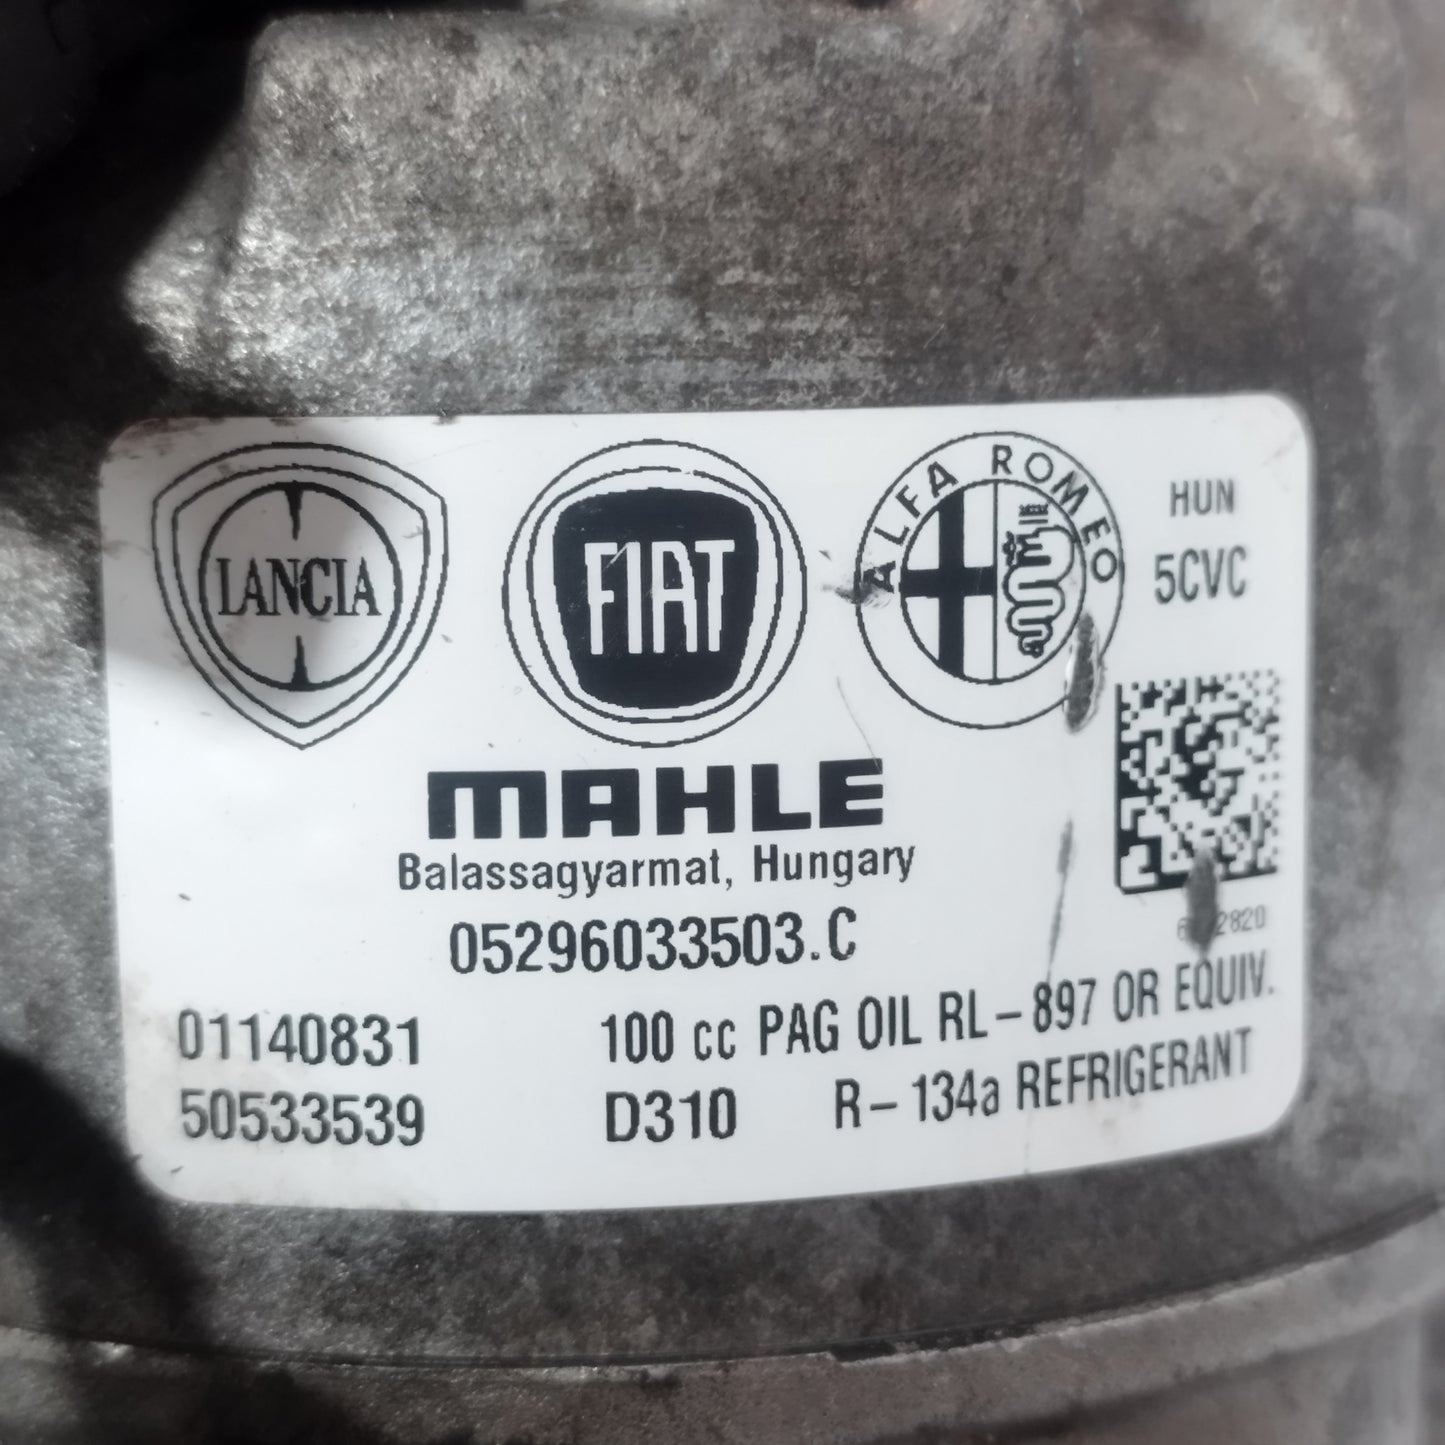 LANCIA
FIAT
ALFA ROMEO
HUN
5CVC
MAHLE
Balassagyarmat, Hungary
05296033503.C
01140831
100 cc PAG OIL RL-897 OR EQUIV.
50533539
D310
R-134a REFRIGERANT